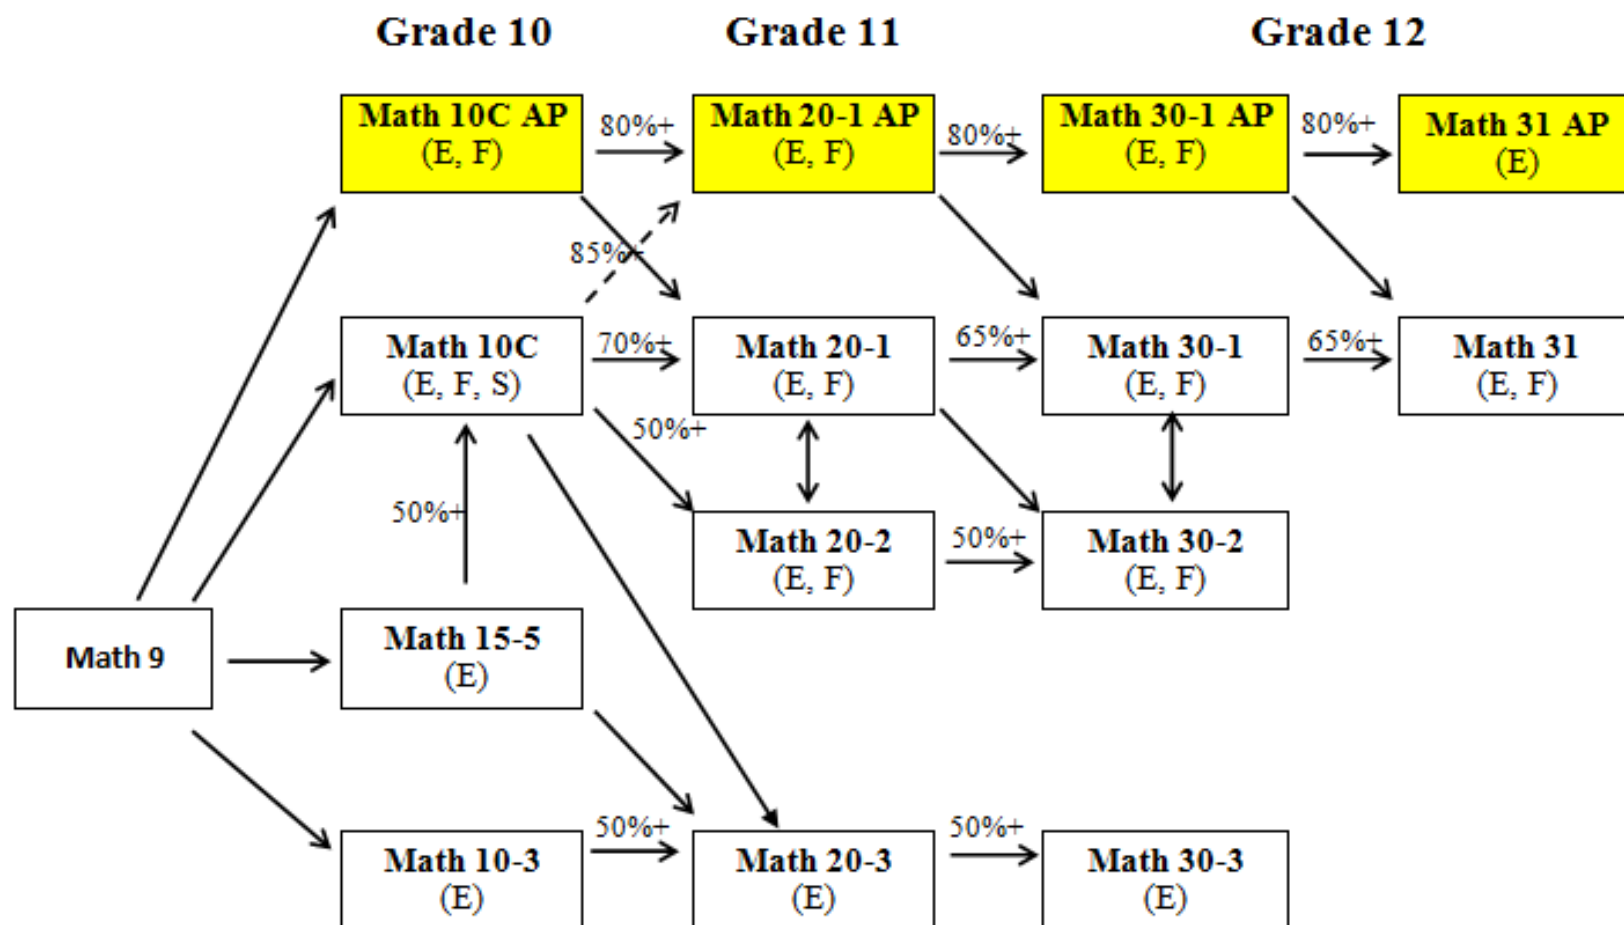 Grade 10
Grade 11
Grade 12
Math 10C AP
(E, F)
80%+
Math 20-1 AP
(E, F)
80%+
Math 30-1 AP
(E, F)
80%+
Math 31 AP
(E)
85%+
Math 10C
(E, F, S)
70%+
Math 20-1
(E, F)
65%+
Math 30-1
(E, F)
65%+
Math 31
(E, F)
50%+
50%+
Math 20-2
(E, F)
50%+
Math 30-2
(E, F)
Math 9
Math 15-5
(E)
Math 10-3
(E)
50%+
Math 20-3
(E)
50%+
Math 30-3
(E)